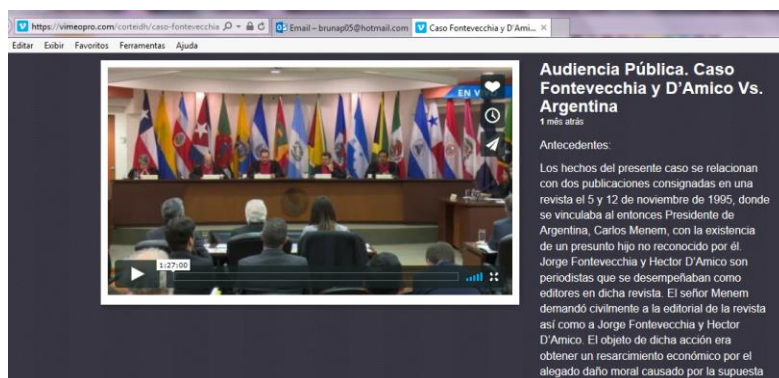 https://vimeopro.com/corteidh/caso-fontevecchia
Email – brunap05@hotmail.com
Caso Fontevecchia y D'Ami...
Editar Exibir Favoritos Ferramentas Ajuda
EN V
1:27:00
Audiencia Pública. Caso
Fontevecchia y D'Amico Vs.
Argentina
1 mês atrás
Antecedentes:
Los hechos del presente caso se relacionan
con dos publicaciones consignadas en una
revista el 5 y 12 de noviembre de 1995, donde
se vinculaba al entonces Presidente de
Argentina, Carlos Menem, con la existencia
de un presunto hijo no reconocido por él.
Jorge Fontevecchia y Hector D'Amico son
periodistas que se desempeñaban como
editores en dicha revista. El señor Menem
demandó civilmente a la editorial de la revista
así como a Jorge Fontevecchia y Hector
D'Amico. El objeto de dicha acción era
obtener un resarcimiento económico por el
alegado daño moral causado por la supuesta